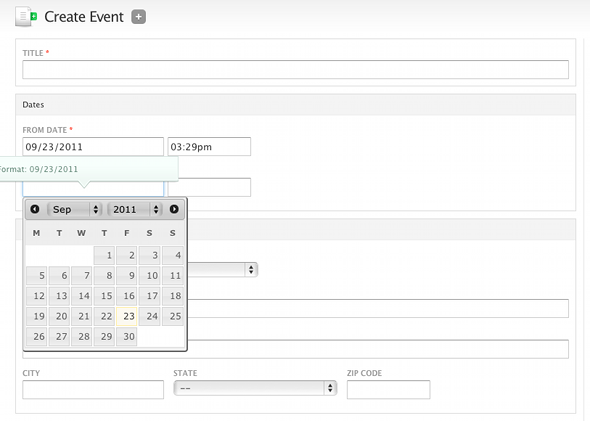 Create Event
TITLE *
Dates
FROM DATE *
09/23/2011 03:29pm
Format: 09/23/2011
Sep 2011
M T W T F S S
1 2 3 4
5 6 7 8 9 10 11
12 13 14 15 16 17 18
19 20 21 22 23 24 25
26 27 28 29 30
CITY STATE ZIP CODE
--